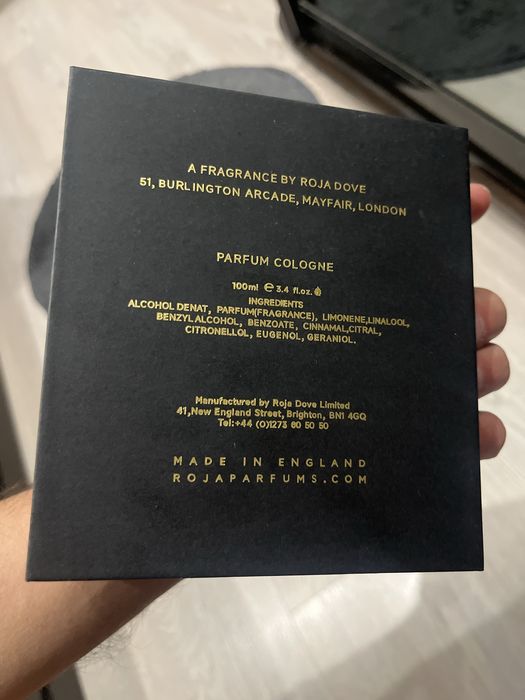 A FRAGRANCE BY ROJA DOVE
51, BURLINGTON ARCADE, MAYFAIR, LONDON
PARFUM COLOGNE
100ml ℮ 3.4 fl.oz.
INGREDIENTS
ALCOHOL DENAT, PARFUM(FRAGRANCE), LIMONENE,LINALOOL,
BENZYL ALCOHOL, BENZOATE, CINNAMAL,CITRAL,
CITRONELLOL, EUGENOL, GERANIOL.
Manufactured by Roja Dove Limited
41,New England Street, Brighton, BN1 4GQ
Tel:+44 (0)1273 60 50 50
MADE IN ENGLAND
ROJAPARFUMS.COM